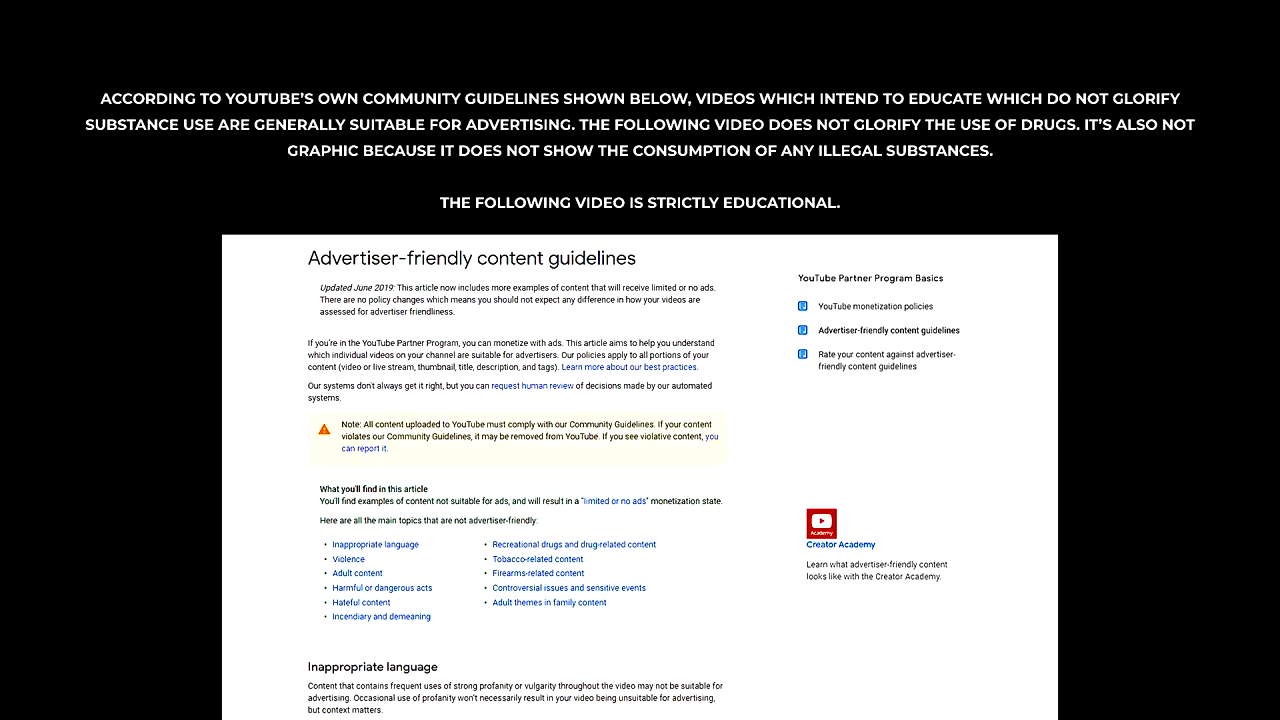 ACCORDING TO YOUTUBE'S OWN COMMUNITY GUIDELINES SHOWN BELOW, VIDEOS WHICH INTEND TO EDUCATE WHICH DO NOT GLORIFY
SUBSTANCE USE ARE GENERALLY SUITABLE FOR ADVERTISING. THE FOLLOWING VIDEO DOES NOT GLORIFY THE USE OF DRUGS. IT'S ALSO NOT
GRAPHIC BECAUSE IT DOES NOT SHOW THE CONSUMPTION OF ANY ILLEGAL SUBSTANCES.
THE FOLLOWING VIDEO IS STRICTLY EDUCATIONAL.
Advertiser-friendly content guidelines
Updated June 2019: This article now includes more examples of content that will receive limited or no ads.
There are no policy changes which means you should not expect any difference in how your videos are
assessed for advertiser friendliness.
If you're in the YouTube Partner Program, you can monetize with ads. This article aims to help you understand
which individual videos on your channel are suitable for advertisers. Our policies apply to all portions of your
content (video or live stream, thumbnail, title, description, and tags). Learn more about our best practices.
Our systems don't always get it right, but you can request human review of decisions made by our automated
systems.
Note: All content uploaded to YouTube must comply with our Community Guidelines. If your content
violates our Community Guidelines, it may be removed from YouTube. If you see violative content, you
can report it.
What you'll find in this article
You'll find examples of content not suitable for ads, and will result in a "limited or no ads" monetization state.
Here are all the main topics that are not advertiser-friendly:
• Inappropriate language
• Violence
• Adult content
• Harmful or dangerous acts
• Hateful content
• Incendiary and demeaning
• Recreational drugs and drug-related content
• Tobacco-related content
• Firearms-related content
• Controversial issues and sensitive events
• Adult themes in family content
Inappropriate language
Content that contains frequent uses of strong profanity or vulgarity throughout the video may not be suitable for
advertising. Occasional use of profanity won't necessarily result in your video being unsuitable for advertising,
but context matters.
YouTube Partner Program Basics
YouTube monetization policies
Advertiser-friendly content guidelines
Rate your content against advertiser-
friendly content guidelines
Academy
Creator Academy
Learn what advertiser-friendly content
looks like with the Creator Academy.